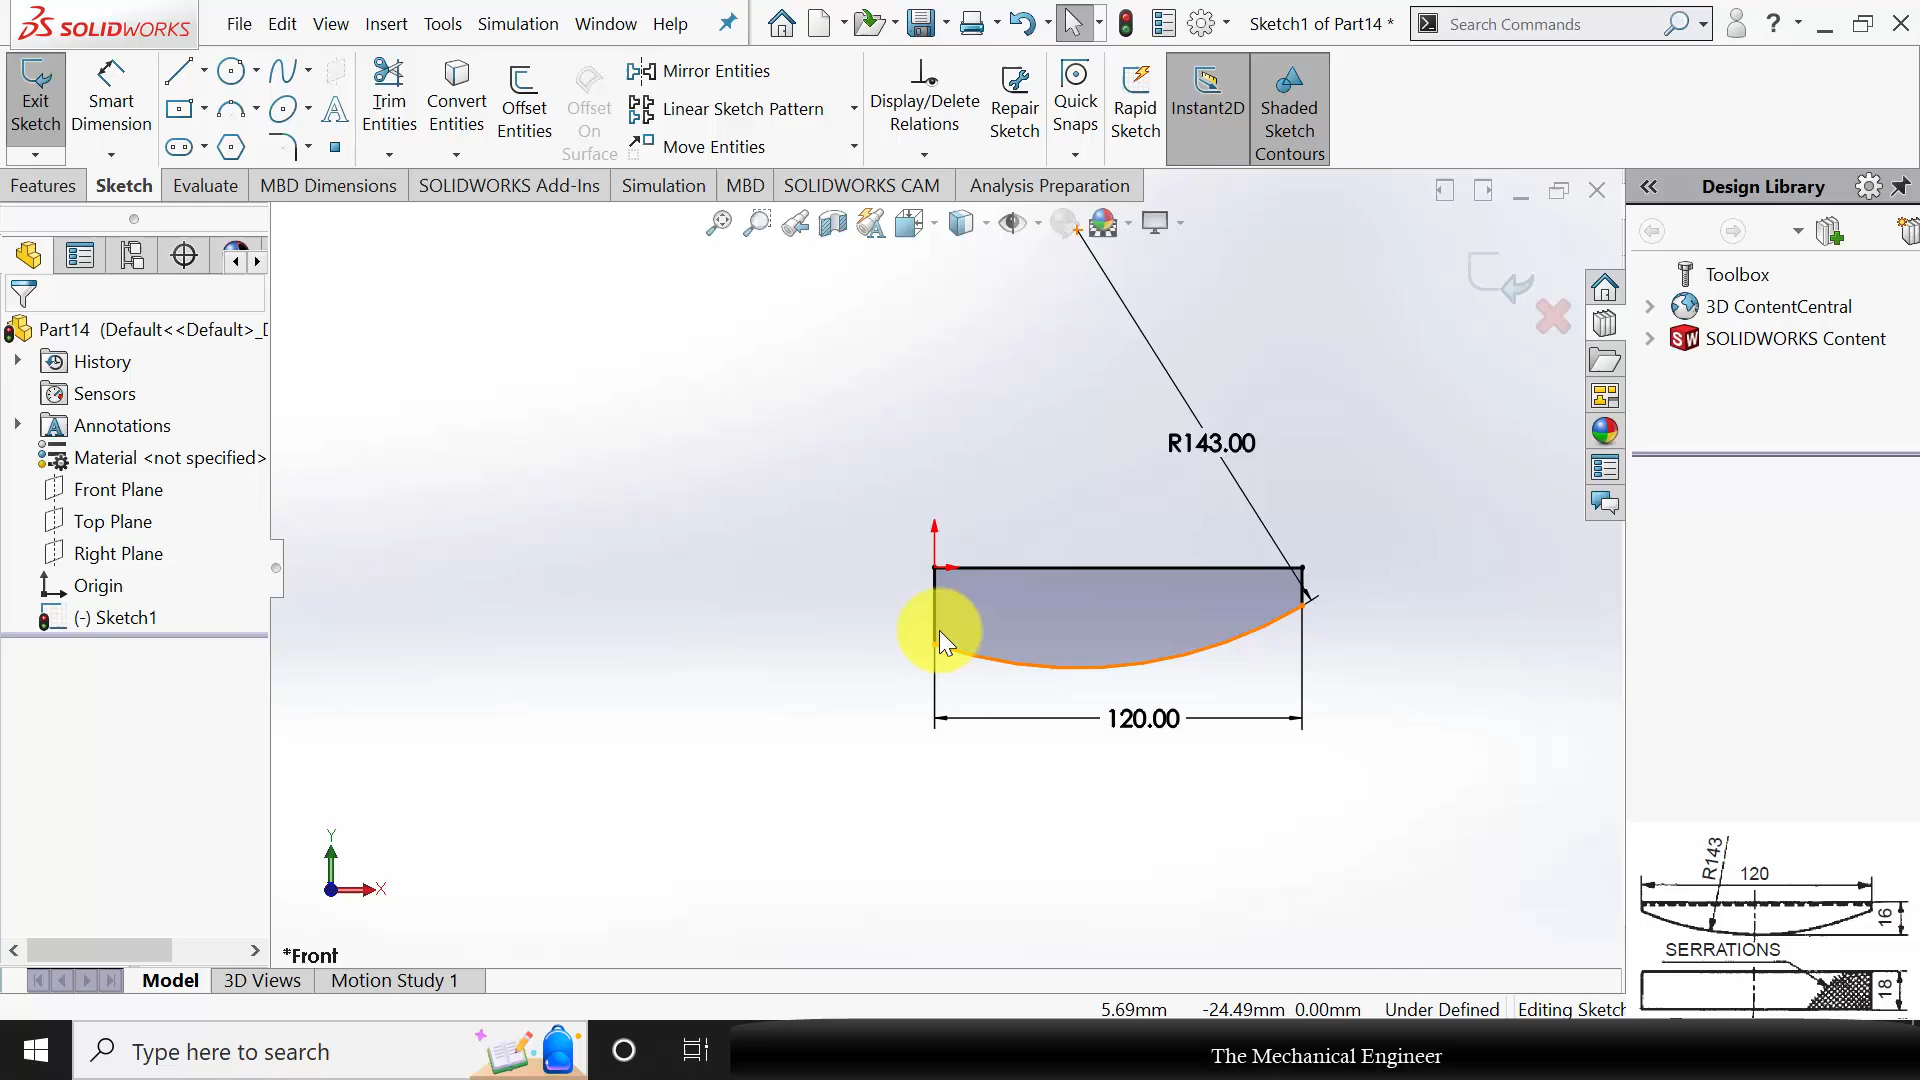 SOLIDWORKS File Edit View Insert Tools Simulation Window Help Sketch1 of Part14 * Search Commands ?
Exit Sketch
Smart Dimension
Trim Entities
Convert Entities
Offset Entities
Offset On Surface
Mirror Entities
Linear Sketch Pattern
Move Entities
Display/Delete Relations
Repair Sketch
Quick Snaps
Rapid Sketch
Instant2D
Shaded Sketch Contours
Features Sketch Evaluate MBD Dimensions SOLIDWORKS Add-Ins Simulation MBD SOLIDWORKS CAM Analysis Preparation
Design Library
Toolbox
3D ContentCentral
SOLIDWORKS Content
Part14 (Default<<Default>_D
History
Sensors
Annotations
Material <not specified>
Front Plane
Top Plane
Right Plane
Origin
(-) Sketch1
R143.00
120.00
Y
X
*Front
R143
120
16
SERRATIONS
18
Model 3D Views Motion Study 1
5.69mm -24.49mm 0.00mm Under Defined Editing Sketch
Type here to search
The Mechanical Engineer